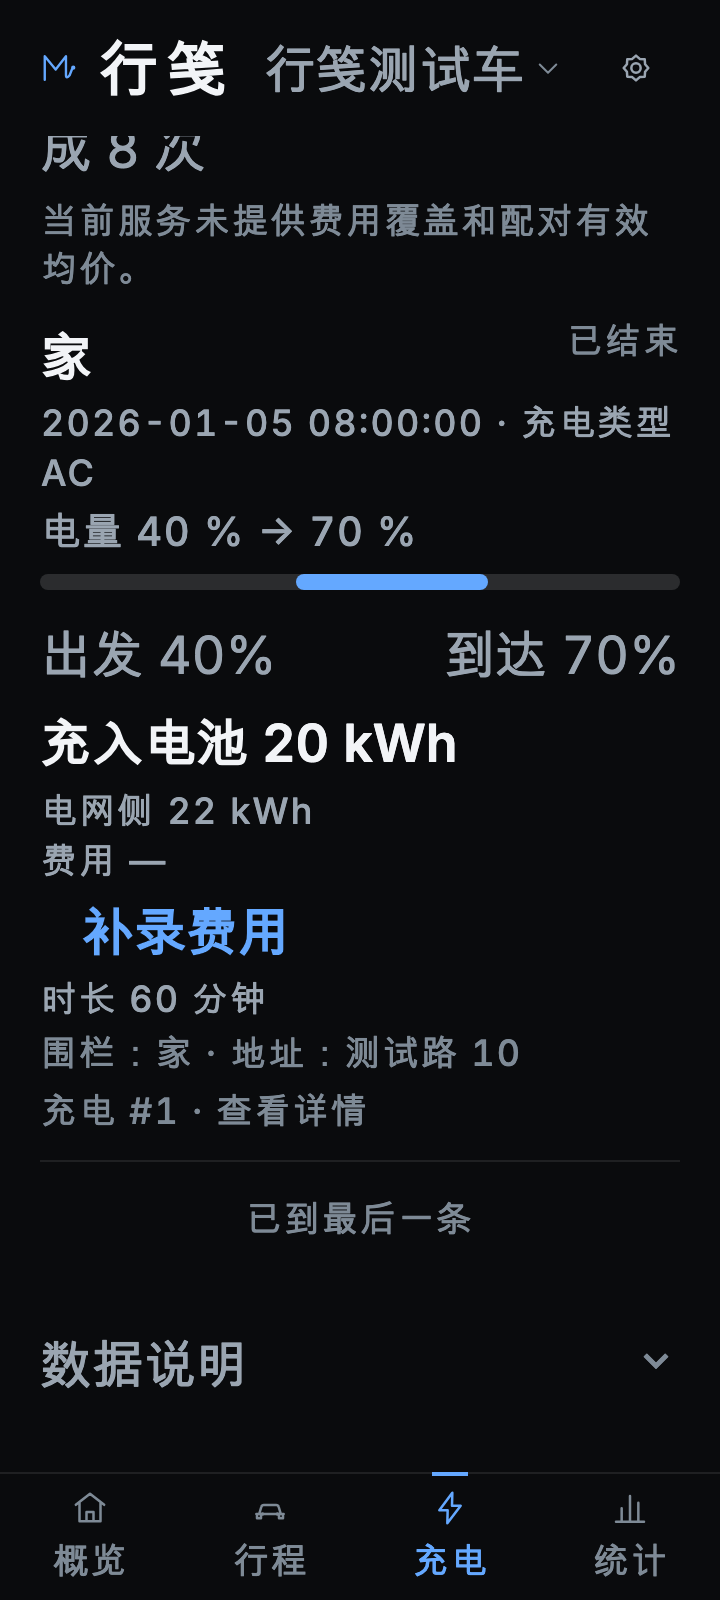 行笺 行笺测试车
成 8 次
当前服务未提供费用覆盖和配对有效
均价。
家 已结束
2026-01-05 08:00:00 · 充电类型
AC
电量 40 % → 70 %
出发 40% 到达 70%
充入电池 20 kWh
电网侧 22 kWh
费用 —
补录费用
时长 60 分钟
围栏：家 · 地址：测试路 10
充电 #1 · 查看详情
已到最后一条
数据说明
概览 行程 充电 统计